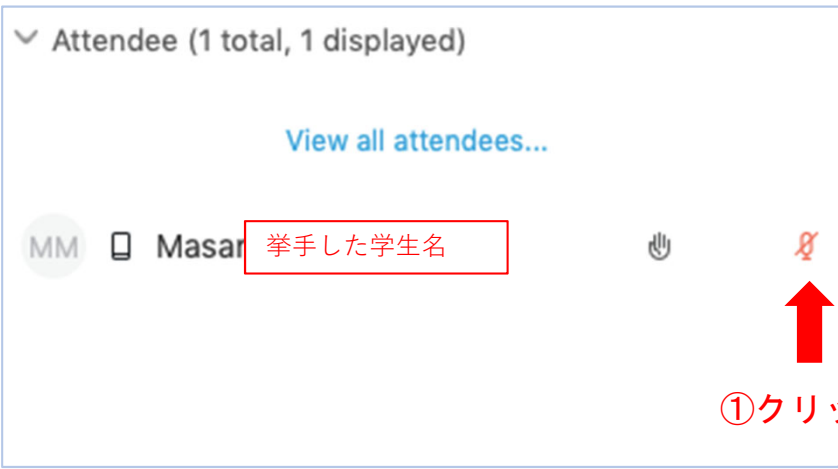 Attendee (1 total, 1 displayed)
View all attendees...
MM Masar 挙手した学生名
①クリッ